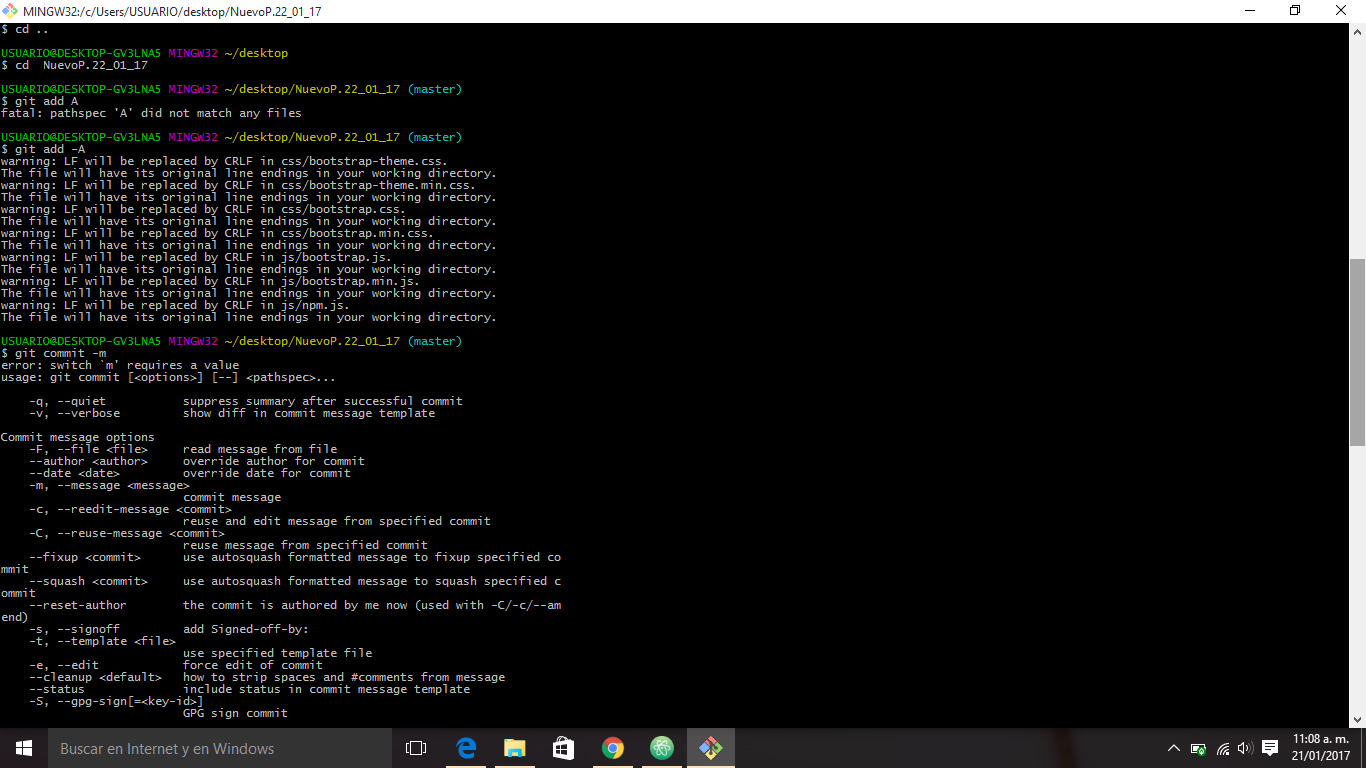 MINGW32:/c/Users/USUARIO/desktop/NuevoP.22_01_17
$ cd ..
USUARIO@DESKTOP-GV3LNA5 MINGW32 ~/desktop
$ cd  NuevoP.22_01_17
USUARIO@DESKTOP-GV3LNA5 MINGW32 ~/desktop/NuevoP.22_01_17 (master)
$ git add A
fatal: pathspec 'A' did not match any files
USUARIO@DESKTOP-GV3LNA5 MINGW32 ~/desktop/NuevoP.22_01_17 (master)
$ git add -A
warning: LF will be replaced by CRLF in css/bootstrap-theme.css.
The file will have its original line endings in your working directory.
warning: LF will be replaced by CRLF in css/bootstrap-theme.min.css.
The file will have its original line endings in your working directory.
warning: LF will be replaced by CRLF in css/bootstrap.css.
The file will have its original line endings in your working directory.
warning: LF will be replaced by CRLF in css/bootstrap.min.css.
The file will have its original line endings in your working directory.
warning: LF will be replaced by CRLF in js/bootstrap.js.
The file will have its original line endings in your working directory.
warning: LF will be replaced by CRLF in js/bootstrap.min.js.
The file will have its original line endings in your working directory.
warning: LF will be replaced by CRLF in js/npm.js.
The file will have its original line endings in your working directory.
USUARIO@DESKTOP-GV3LNA5 MINGW32 ~/desktop/NuevoP.22_01_17 (master)
$ git commit -m
error: switch `m' requires a value
usage: git commit [<options>] [--] <pathspec>...
-q, --quiet           suppress summary after successful commit
-v, --verbose         show diff in commit message template
Commit message options
-F, --file <file>     read message from file
--author <author>     override author for commit
--date <date>         override date for commit
-m, --message <message>
commit message
-c, --reedit-message <commit>
reuse and edit message from specified commit
-C, --reuse-message <commit>
reuse message from specified commit
--fixup <commit>      use autosquash formatted message to fixup specified co
mmit
--squash <commit>     use autosquash formatted message to squash specified c
ommit
--reset-author        the commit is authored by me now (used with -C/-c/--am
end)
-s, --signoff         add Signed-off-by:
-t, --template <file>
use specified template file
-e, --edit            force edit of commit
--cleanup <default>   how to strip spaces and #comments from message
--status              include status in commit message template
-S, --gpg-sign[=<key-id>]
GPG sign commit
Buscar en Internet y en Windows
11:08 a. m.
21/01/2017